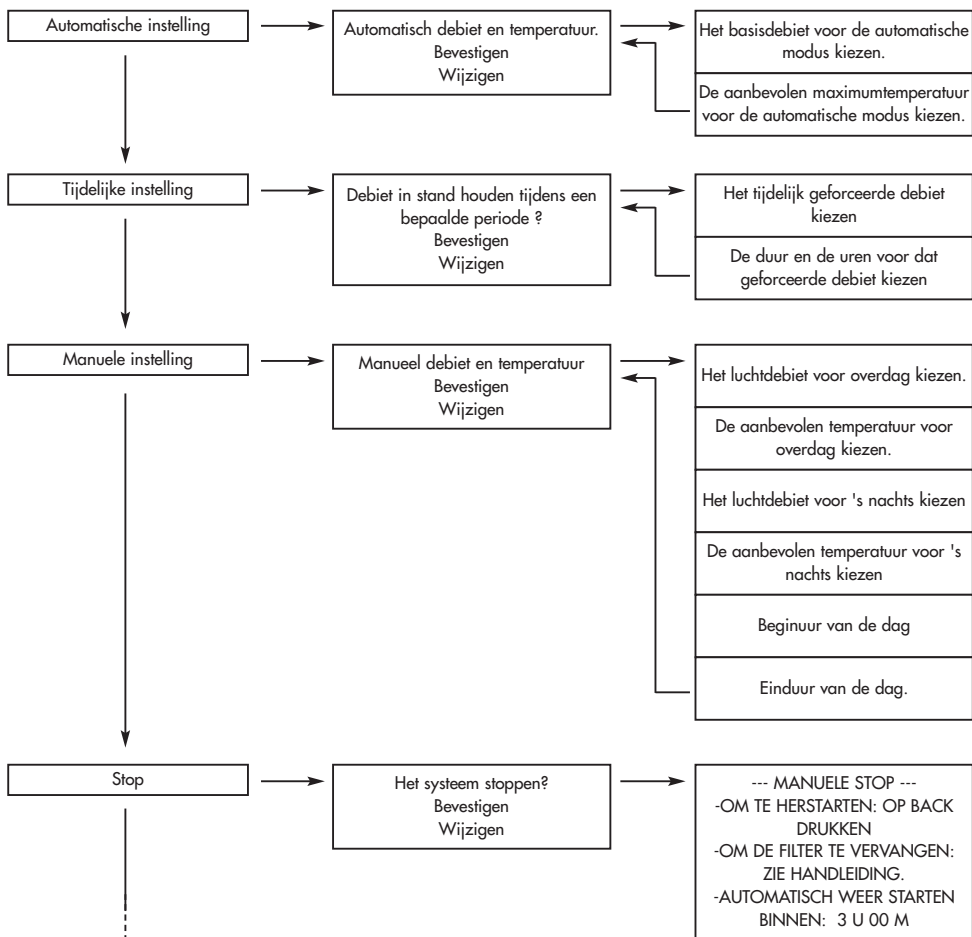 Automatische instelling
Automatisch debiet en temperatuur.
Bevestigen
Wijzigen
Het basisdebiet voor de automatische
modus kiezen.
De aanbevolen maximumtemperatuur
voor de automatische modus kiezen.
Tijdelijke instelling
Debiet in stand houden tijdens een
bepaalde periode ?
Bevestigen
Wijzigen
Het tijdelijk geforceerde debiet
kiezen
De duur en de uren voor dat
geforceerde debiet kiezen
Manuele instelling
Manueel debiet en temperatuur
Bevestigen
Wijzigen
Het luchtdebiet voor overdag kiezen.
De aanbevolen temperatuur voor
overdag kiezen.
Het luchtdebiet voor 's nachts kiezen
De aanbevolen temperatuur voor 's
nachts kiezen
Beginuur van de dag
Einduur van de dag.
Stop
Het systeem stoppen?
Bevestigen
Wijzigen
--- MANUELE STOP ---
-OM TE HERSTARTEN: OP BACK
DRUKKEN
-OM DE FILTER TE VERVANGEN:
ZIE HANDLEIDING.
-AUTOMATISCH WEER STARTEN
BINNEN: 3 U 00 M